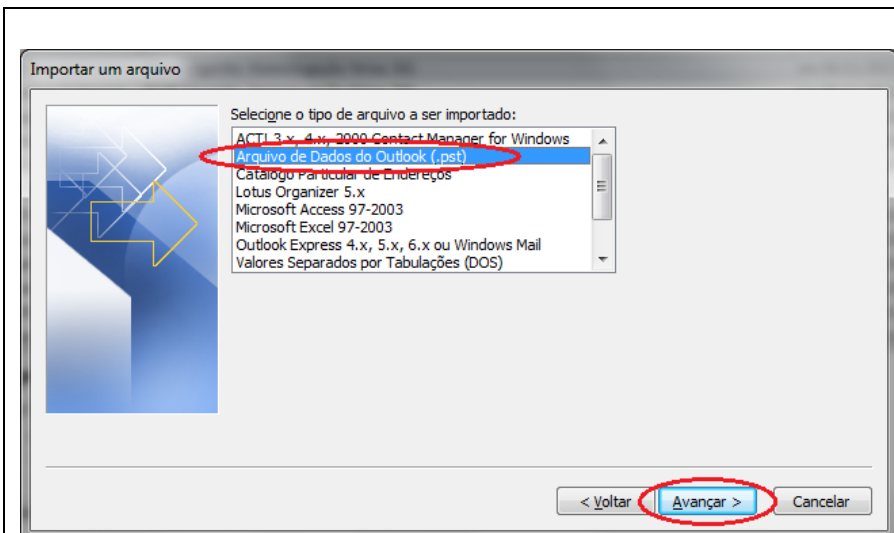 Importar um arquivo
Selecione o tipo de arquivo a ser importado:
ACT! 3.x, 4.x, 2000 Contact Manager for Windows
Arquivo de Dados do Outlook (.pst)
Catálogo Particular de Endereços
Lotus Organizer 5.x
Microsoft Access 97-2003
Microsoft Excel 97-2003
Outlook Express 4.x, 5.x, 6.x ou Windows Mail
Valores Separados por Tabulações (DOS)
< Voltar Avançar > Cancelar